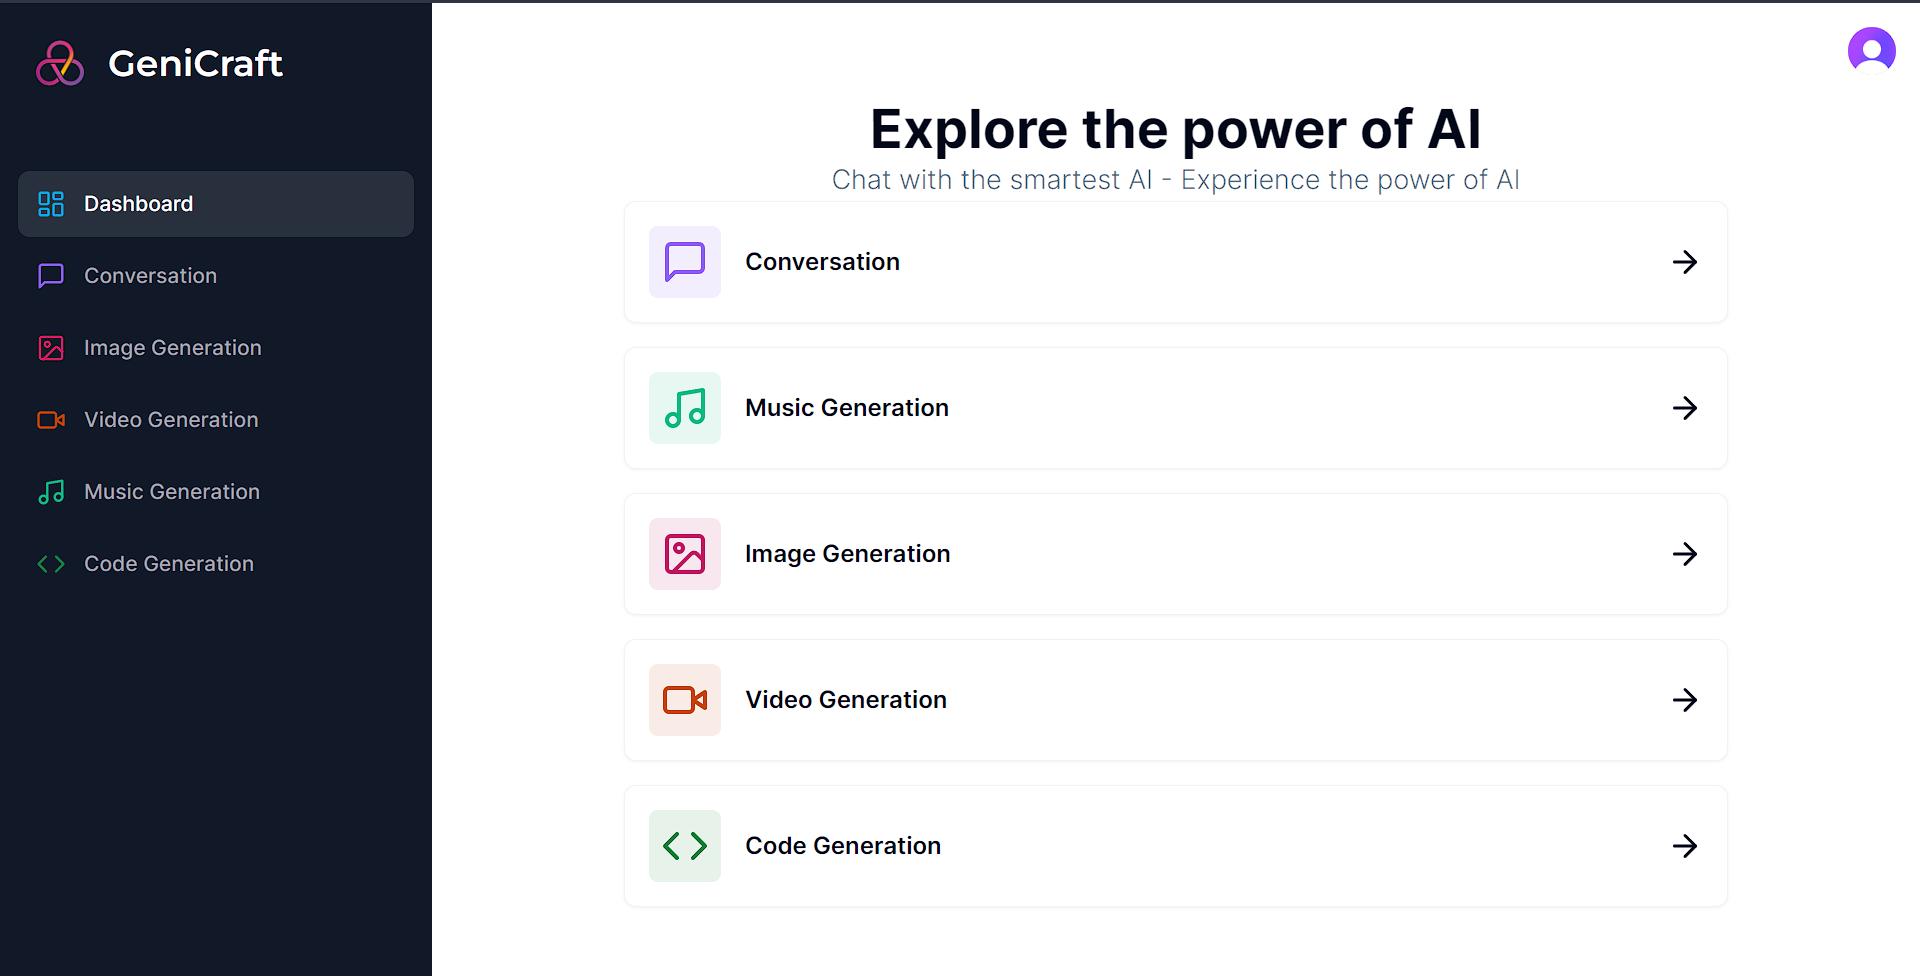 GeniCraft
Dashboard
Conversation
Image Generation
Video Generation
Music Generation
Code Generation
Explore the power of AI
Chat with the smartest AI - Experience the power of AI
Conversation
Music Generation
Image Generation
Video Generation
Code Generation